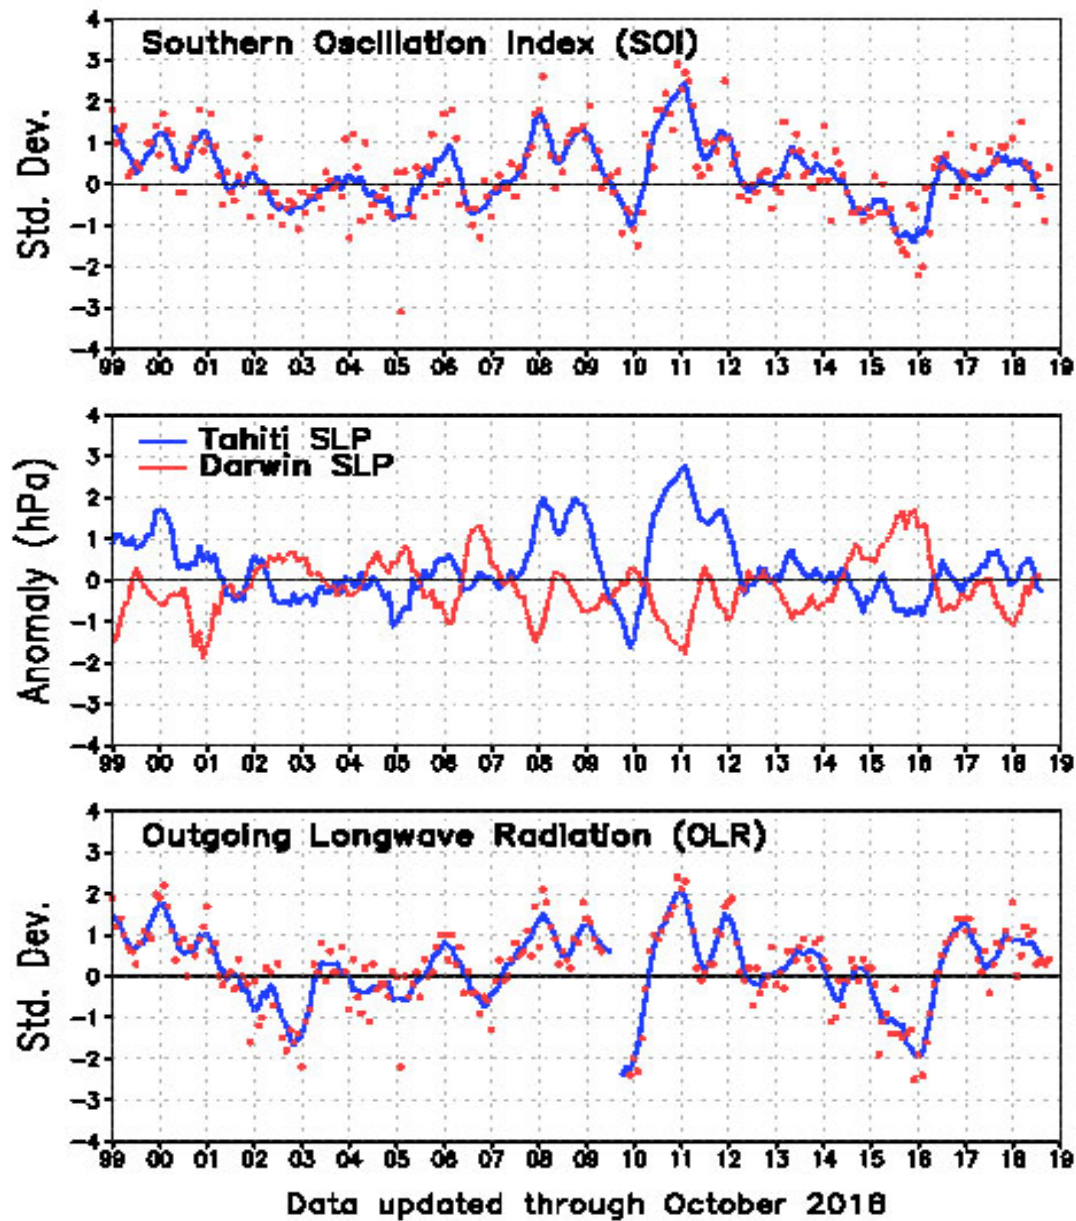 Southern Oscillation Index (SOI)
Std. Dev.
4
3
2
1
0
-1
-2
-3
-4
99 00 01 02 03 04 05 06 07 08 09 10 11 12 13 14 15 16 17 18 19
Tahiti SLP
Darwin SLP
Anomaly (hPa)
4
3
2
1
0
-1
-2
-3
-4
99 00 01 02 03 04 05 06 07 08 09 10 11 12 13 14 15 16 17 18 19
Outgoing Longwave Radiation (OLR)
Std. Dev.
4
3
2
1
0
-1
-2
-3
-4
99 00 01 02 03 04 05 06 07 08 09 10 11 12 13 14 15 16 17 18 19
Data updated through October 2018